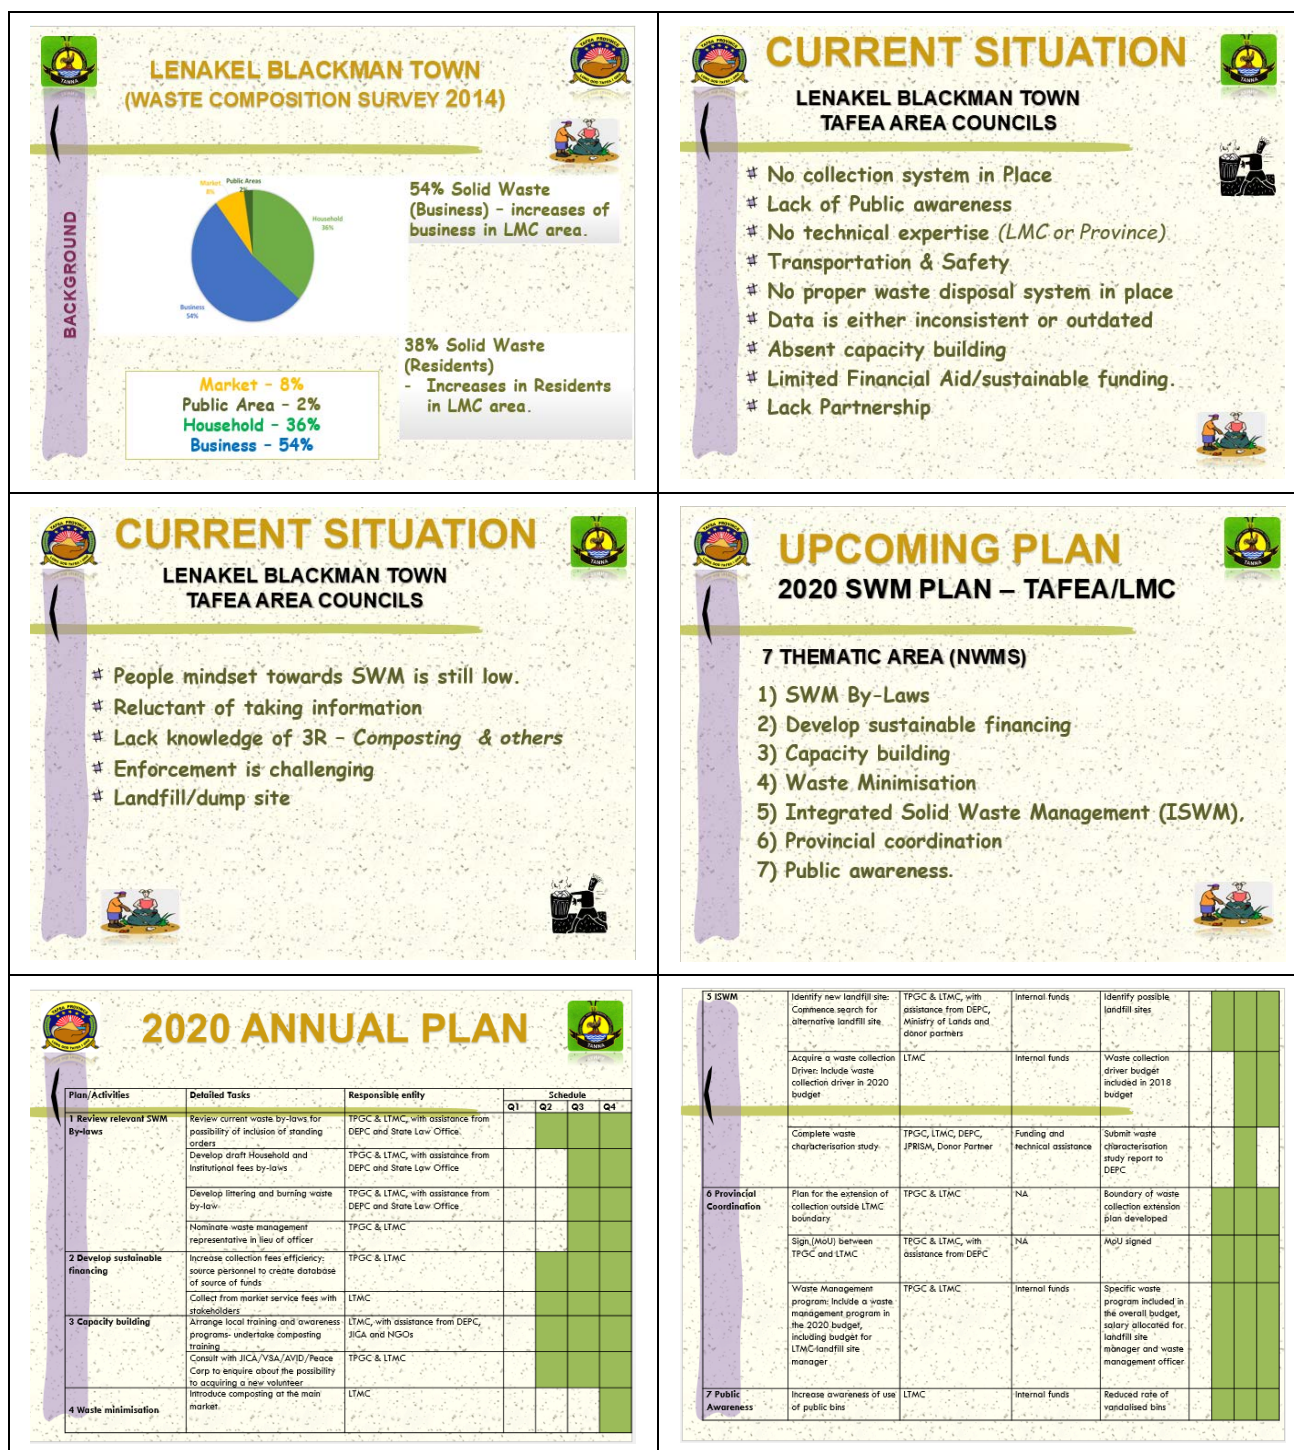 LENAKEL BLACKMAN TOWN
(WASTE COMPOSITION SURVEY 2014)
BACKGROUND
Market
8%
Public Areas
2%
Household
36%
Business
54%
54% Solid Waste
(Business) – increases of
business in LMC area.
38% Solid Waste
(Residents)
- Increases in Residents
in LMC area.
Market – 8%
Public Area – 2%
Household – 36%
Business – 54%
TANNA
TAFEA PROVINCE
CURRENT SITUATION
LENAKEL BLACKMAN TOWN
TAFEA AREA COUNCILS
No collection system in Place
Lack of Public awareness
No technical expertise (LMC or Province)
Transportation & Safety
No proper waste disposal system in place
Data is either inconsistent or outdated
Absent capacity building
Limited Financial Aid/sustainable funding.
Lack Partnership
CURRENT SITUATION
LENAKEL BLACKMAN TOWN
TAFEA AREA COUNCILS
People mindset towards SWM is still low.
Reluctant of taking information
Lack knowledge of 3R – Composting & others
Enforcement is challenging
Landfill/dump site
UPCOMING PLAN
2020 SWM PLAN – TAFEA/LMC
7 THEMATIC AREA (NWMS)
1) SWM By-Laws
2) Develop sustainable financing
3) Capacity building
4) Waste Minimisation
5) Integrated Solid Waste Management (ISWM),
6) Provincial coordination
7) Public awareness.
2020 ANNUAL PLAN
Plan/Activities
Detailed Tasks
Responsible entity
Schedule
Q1 Q2 Q3 Q4
1 Review relevant SWM
By-laws
Review current waste by-laws for
possibility of inclusion of standing
orders
TPGC & LTMC, with assistance from
DEPC and State Law Office
Develop draft Household and
Institutional fees by-laws
TPGC & LTMC, with assistance from
DEPC and State Law Office
Develop littering and burning waste
by-law
TPGC & LTMC, with assistance from
DEPC and State Law Office
Nominate waste management
representative in lieu of officer
TPGC & LTMC
2 Develop sustainable
financing
Increase collection fees efficiency:
source personnel to create database
of source of funds
TPGC & LTMC
Collect from market service fees with
stakeholders
LTMC
3 Capacity building
Arrange local training and awareness
programs- undertake composting
training
LTMC, with assistance from DEPC,
JICA and NGOs
Consult with JICA/VSA/AVID/Peace
Corp to enquire about the possibility
to acquiring a new volunteer
TPGC & LTMC
4 Waste minimisation
Introduce composting at the main
market.
LTMC
5 ISWM
Identify new landfill site:
Commence search for
alternative landfill site
TPGC & LTMC, with
assistance from DEPC,
Ministry of Lands and
donor partners
Internal funds
Identify possible
landfill sites
Acquire a waste collection
Driver: Include waste
collection driver in 2020
budget
LTMC
Internal funds
Waste collection
driver budget
included in 2018
budget
Complete waste
characterisation study
TPGC, LTMC, DEPC,
JPRISM, Donor Partner
Funding and
technical assistance
Submit waste
characterisation
study report to
DEPC
6 Provincial
Coordination
Plan for the extension of
collection outside LTMC
boundary
TPGC & LTMC
NA
Boundary of waste
collection extension
plan developed
Sign (MoU) between
TPGC and LTMC
TPGC & LTMC, with
assistance from DEPC
NA
MoU signed
Waste Management
program: Include a waste
management program in
the 2020 budget,
including budget for
LTMC landfill site
manager
TPGC & LTMC
Internal funds
Specific waste
program included in
the overall budget,
salary allocated for
landfill site
manager and waste
management officer
7 Public
Awareness
Increase awareness of use
of public bins
LTMC
Internal funds
Reduced rate of
vandalised bins